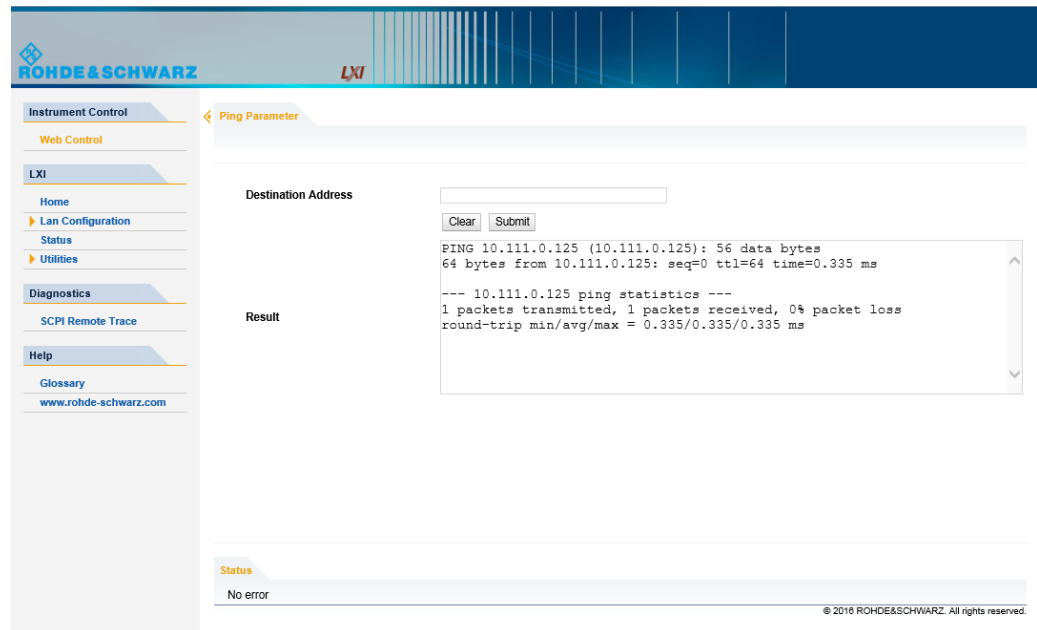 ROHDE&SCHWARZ
LXI
Instrument Control
Web Control
LXI
Home
Lan Configuration
Status
Utilities
Diagnostics
SCPI Remote Trace
Help
Glossary
www.rohde-schwarz.com
Ping Parameter
Destination Address
Clear Submit
Result
PING 10.111.0.125 (10.111.0.125): 56 data bytes
64 bytes from 10.111.0.125: seq=0 ttl=64 time=0.335 ms
--- 10.111.0.125 ping statistics ---
1 packets transmitted, 1 packets received, 0% packet loss
round-trip min/avg/max = 0.335/0.335/0.335 ms
Status
No error
© 2016 ROHDE&SCHWARZ. All rights reserved.